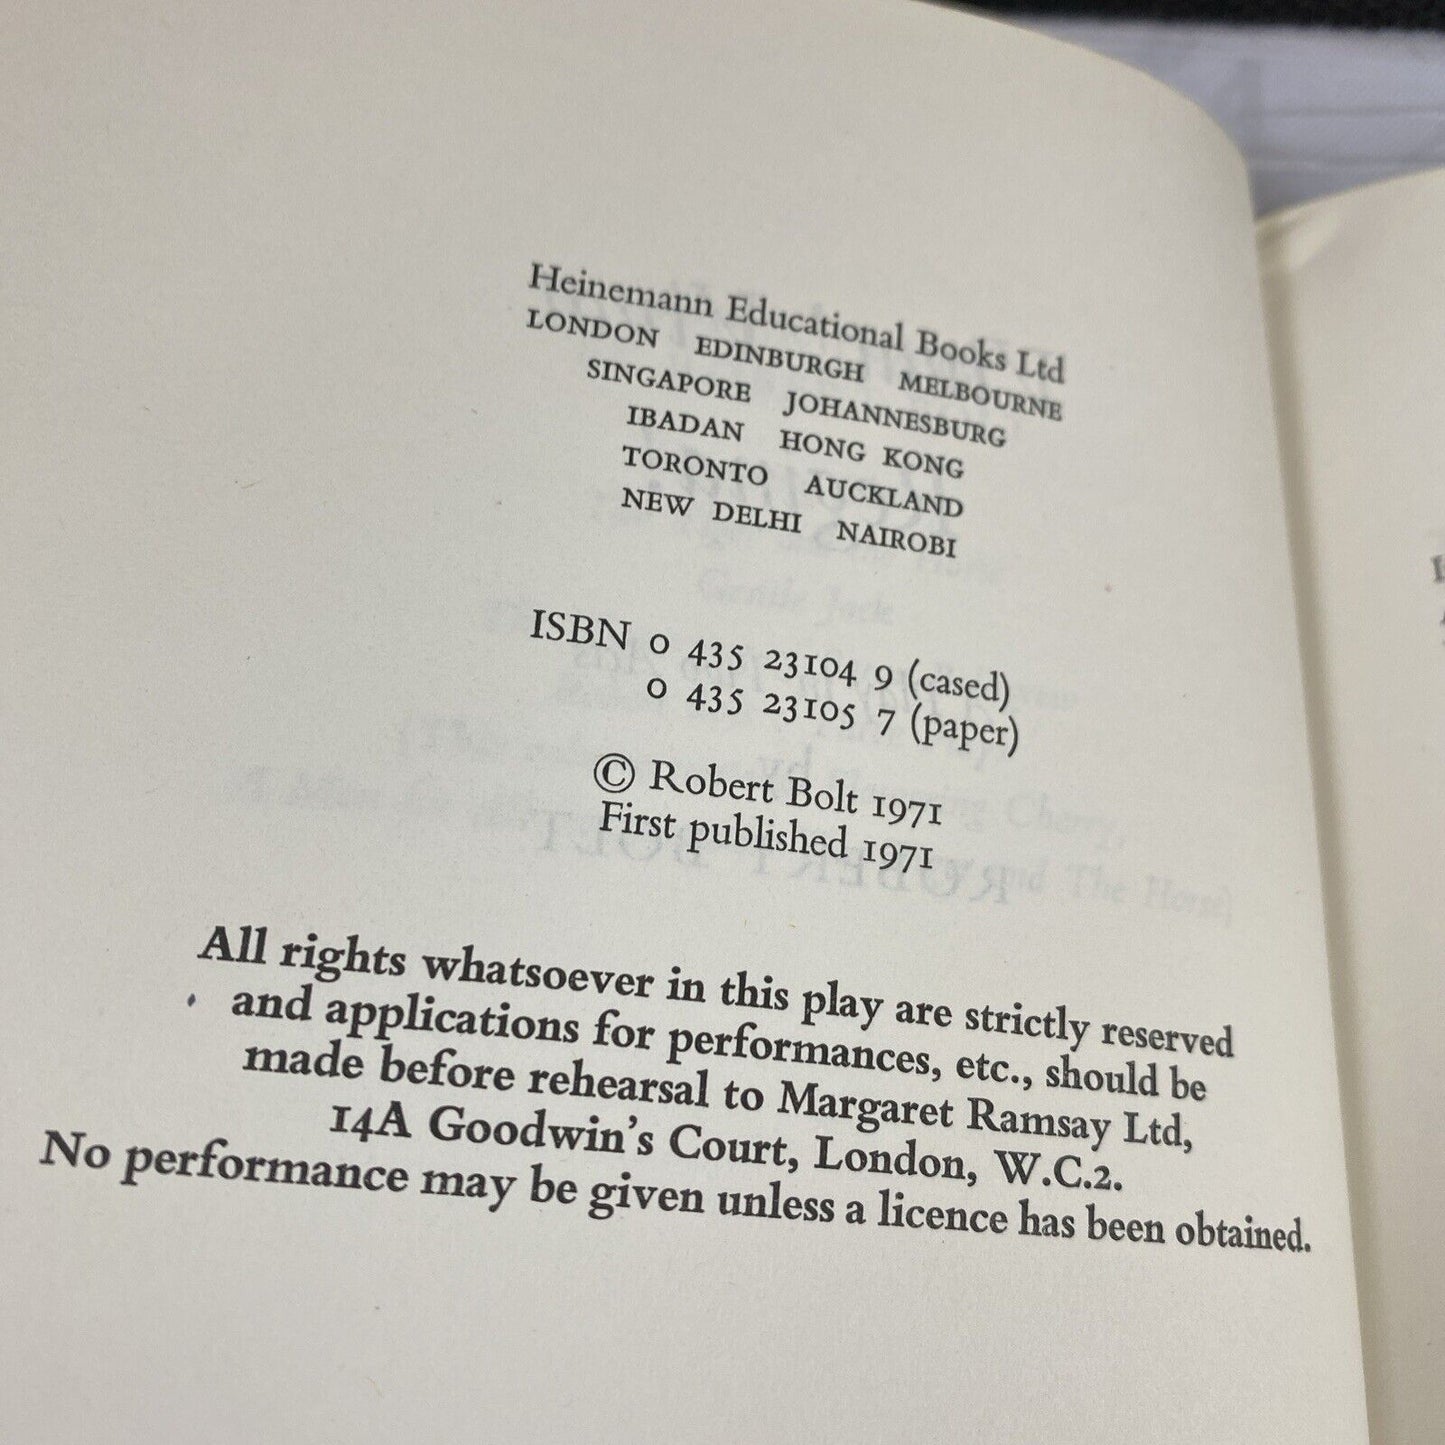 Heinemann Educational Books Ltd
LONDON EDINBURGH MELBOURNE
SINGAPORE JOHANNESBURG
IBADAN HONG KONG
TORONTO AUCKLAND
NEW DELHI NAIROBI
ISBN 0 435 23104 9 (cased)
0 435 23105 7 (paper)
© Robert Bolt 1971
First published 1971
All rights whatsoever in this play are strictly reserved
and applications for performances, etc., should be
made before rehearsal to Margaret Ramsay Ltd,
14A Goodwin's Court, London, W.C.2.
No performance may be given unless a licence has been obtained.